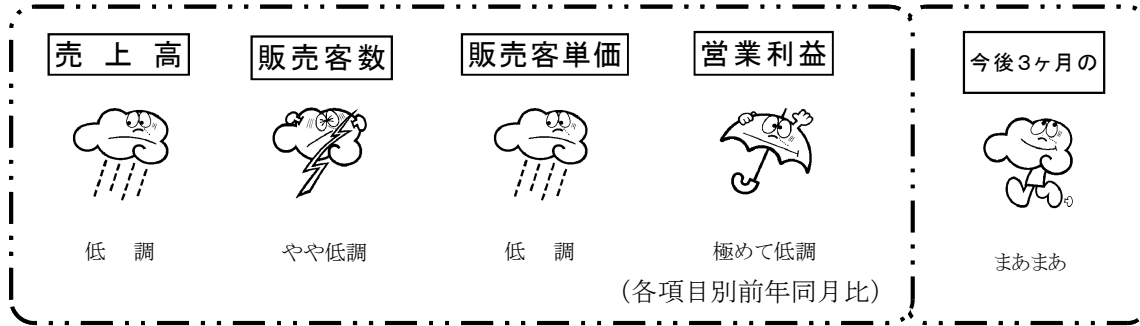 売上高
販売客数
販売客単価
営業利益
今後3ヶ月の
低調
やや低調
低調
極めて低調
まあまあ
（各項目別前年同月比）